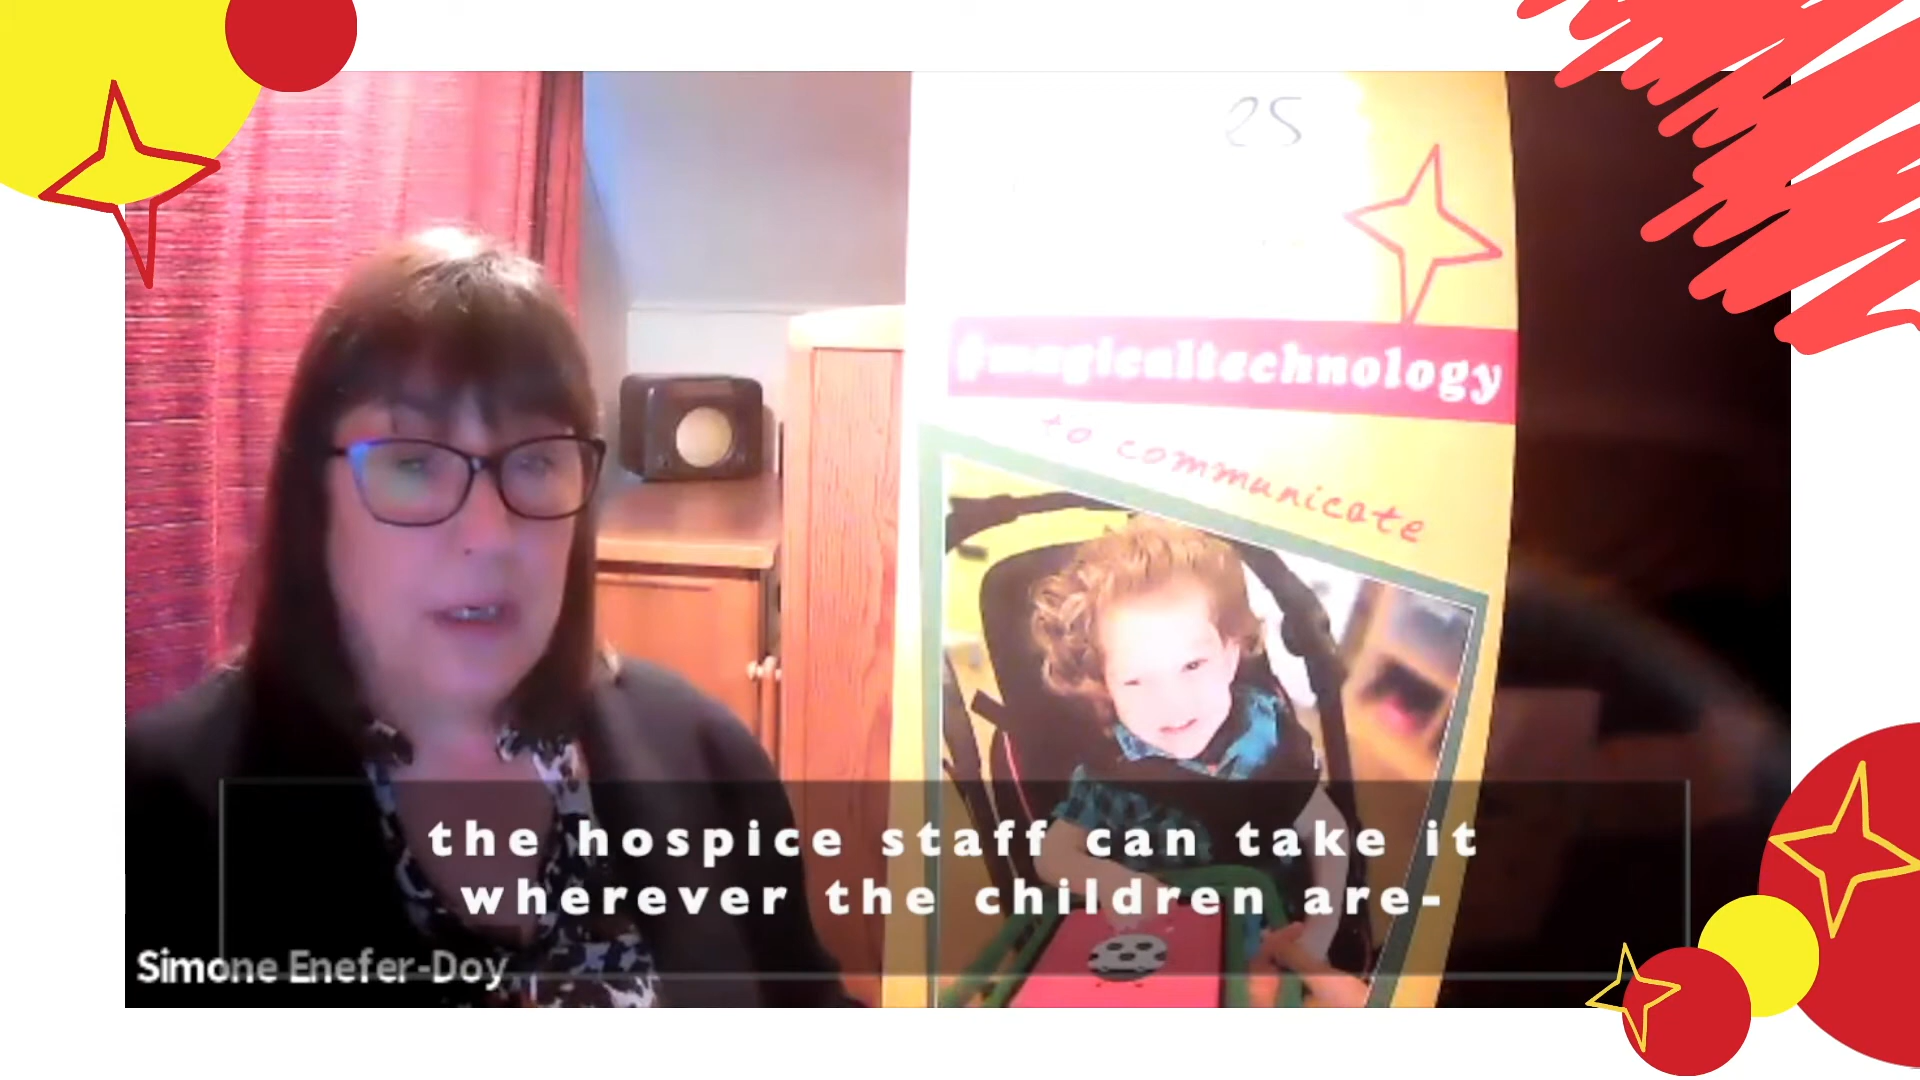 25
#magicaltechnology
to communicate
the hospice staff can take it
wherever the children are-
Simone Enefer-Doy